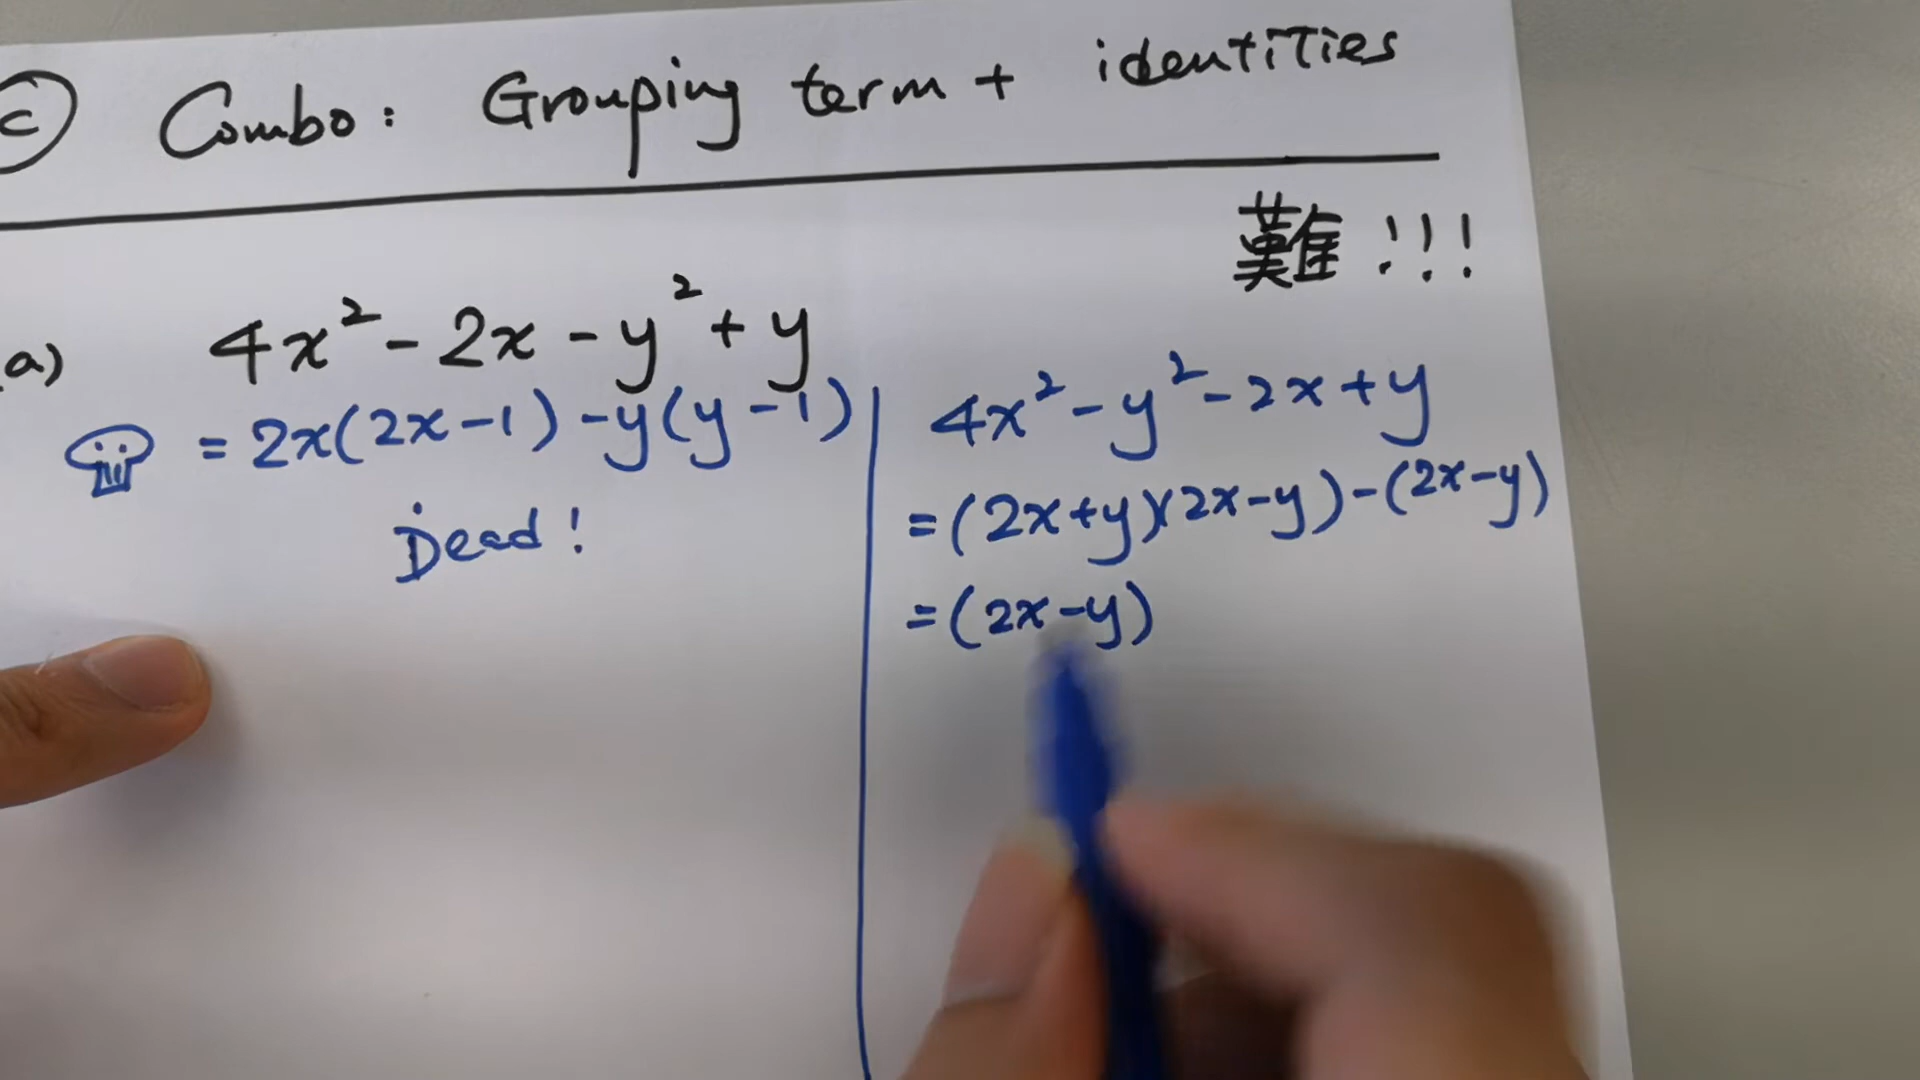 © Combo: Grouping term + identities
難!!!
a) 4x² - 2x - y² + y
= 2x(2x-1) - y(y-1)
Dead!
4x² - y² - 2x + y
= (2x+y)(2x-y) - (2x-y)
= (2x-y)